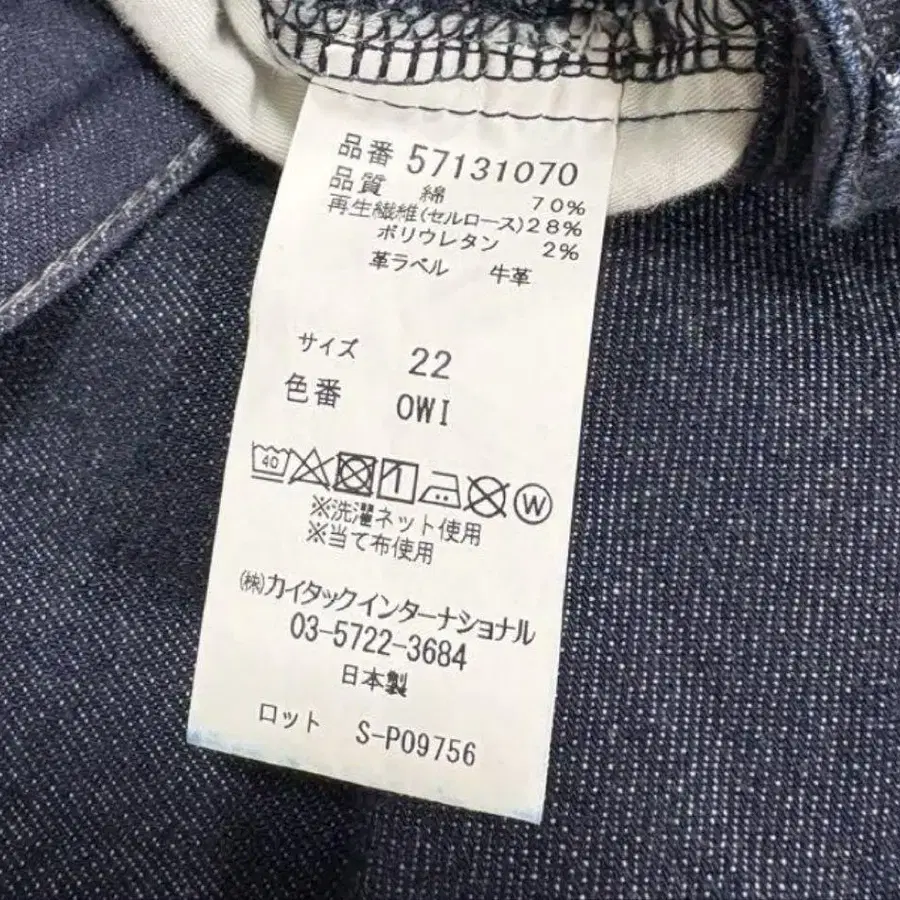 品番 57131070
品質 綿 70%
再生繊維(セルロース)28%
ポリウレタン 2%
革ラベル 牛革
サイズ 22
色番 OWI
40 W
※洗濯ネット使用
※当て布使用
㈱カイタックインターナショナル
03-5722-3684
日本製
ロット S-P09756